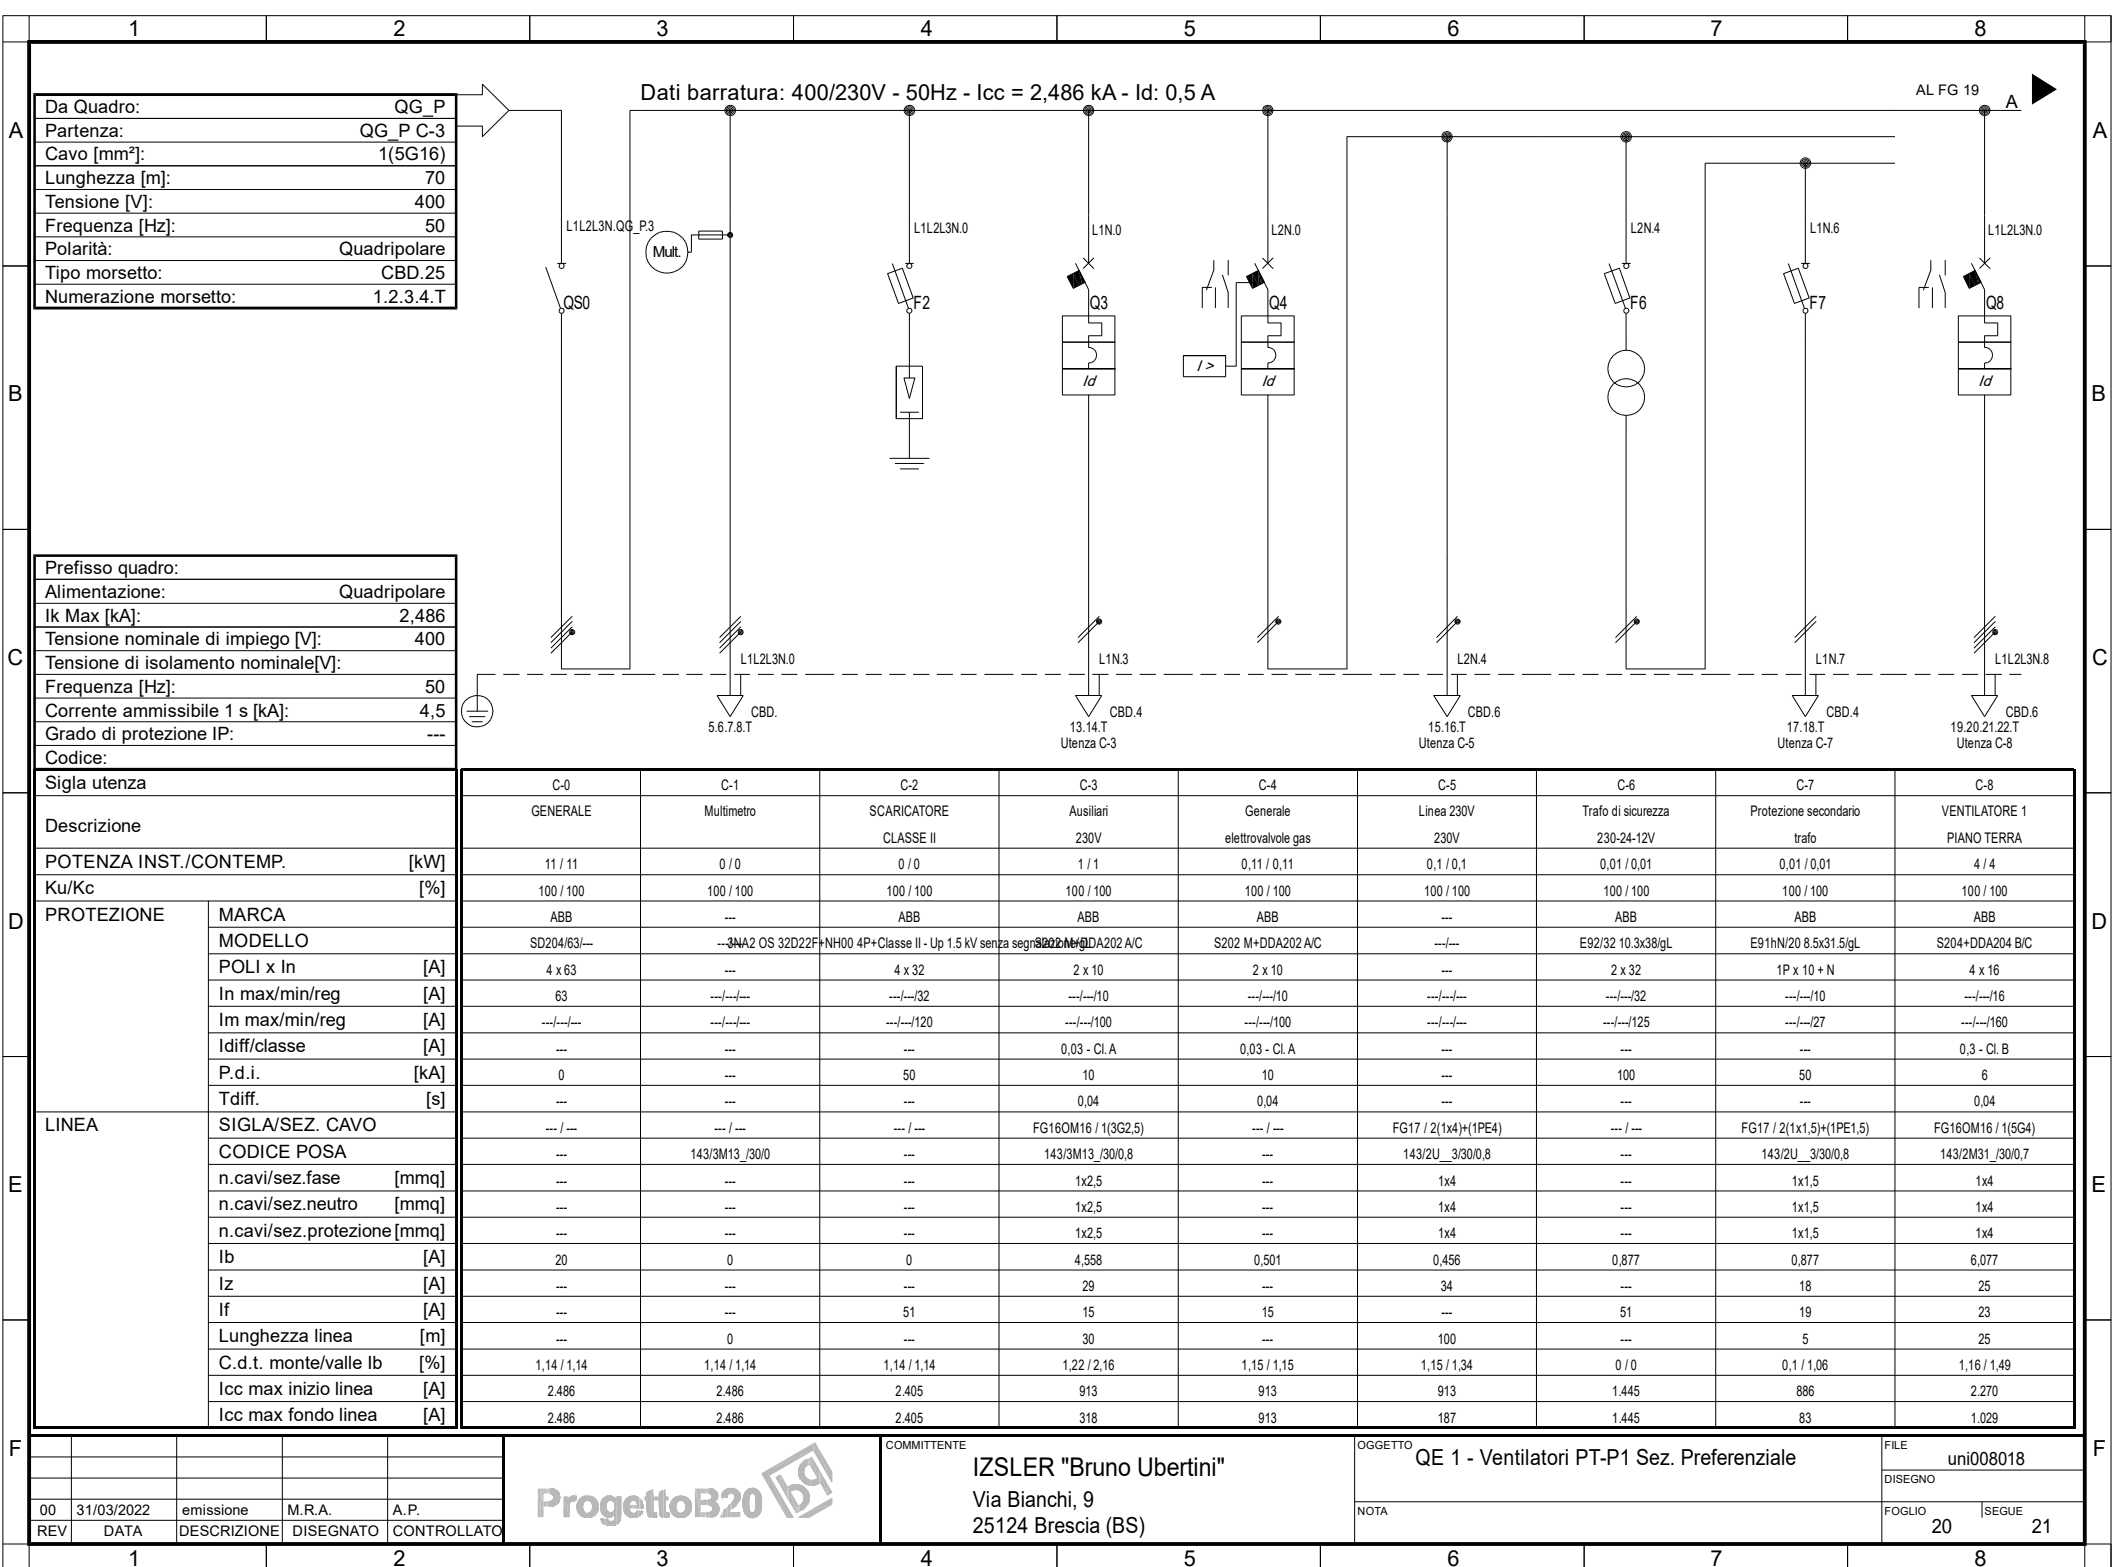 1 2 3 4 5 6 7 8
Dati barratura: 400/230V - 50Hz - Icc = 2,486 kA - Id: 0,5 A
AL FG 19
A
A A
Da Quadro: QG_P
Partenza: QG_P C-3
Cavo [mm²]: 1(5G16)
Lunghezza [m]: 70
Tensione [V]: 400
Frequenza [Hz]: 50
Polarità: Quadripolare
Tipo morsetto: CBD.25
Numerazione morsetto: 1.2.3.4.T
L1L2L3N.QG_P.3 L1L2L3N.0 L1N.0 L2N.0 L2N.4 L1N.6 L1L2L3N.0
Mult.
QS0 F2 Q3 Q4 F6 F7 Q8
I >
Id Id Id
B B
Prefisso quadro:
Alimentazione: Quadripolare
Ik Max [kA]: 2,486
Tensione nominale di impiego [V]: 400
Tensione di isolamento nominale[V]:
Frequenza [Hz]: 50
Corrente ammissibile 1 s [kA]: 4,5
Grado di protezione IP: ---
Codice:
C C
L1L2L3N.0 L1N.3 L2N.4 L1N.7 L1L2L3N.8
CBD. CBD.4 CBD.6 CBD.4 CBD.6
5.6.7.8.T 13.14.T 15.16.T 17.18.T 19.20.21.22.T
Utenza C-3 Utenza C-5 Utenza C-7 Utenza C-8
Sigla utenza C-0 C-1 C-2 C-3 C-4 C-5 C-6 C-7 C-8
Descrizione
GENERALE Multimetro SCARICATORE Ausiliari Generale Linea 230V Trafo di sicurezza Protezione secondario VENTILATORE 1
CLASSE II 230V elettrovalvole gas 230V 230-24-12V trafo PIANO TERRA
POTENZA INST./CONTEMP. [kW] 11 / 11 0 / 0 0 / 0 1 / 1 0,11 / 0,11 0,1 / 0,1 0,01 / 0,01 0,01 / 0,01 4 / 4
Ku/Kc [%] 100 / 100 100 / 100 100 / 100 100 / 100 100 / 100 100 / 100 100 / 100 100 / 100 100 / 100
D D
PROTEZIONE MARCA ABB --- ABB ABB ABB --- ABB ABB ABB
MODELLO SD204/63/--- ---/--- 3NA2 OS 32D22F+NH00 4P+Classe II - Up 1.5 kV senza segnalazione/gL S202 M+DDA202 A/C S202 M+DDA202 A/C ---/--- E92/32 10.3x38/gL E91hN/20 8.5x31.5/gL S204+DDA204 B/C
POLI x In [A] 4 x 63 --- 4 x 32 2 x 10 2 x 10 --- 2 x 32 1P x 10 + N 4 x 16
In max/min/reg [A] 63 ---/---/--- ---/---/32 ---/---/10 ---/---/10 ---/---/--- ---/---/32 ---/---/10 ---/---/16
Im max/min/reg [A] ---/---/--- ---/---/--- ---/---/120 ---/---/100 ---/---/100 ---/---/--- ---/---/125 ---/---/27 ---/---/160
Idiff/classe [A] --- --- --- 0,03 - Cl. A 0,03 - Cl. A --- --- --- 0,3 - Cl. B
P.d.i. [kA] 0 --- 50 10 10 --- 100 50 6
Tdiff. [s] --- --- --- 0,04 0,04 --- --- --- 0,04
LINEA SIGLA/SEZ. CAVO --- / --- --- / --- --- / --- FG16OM16 / 1(3G2,5) --- / --- FG17 / 2(1x4)+(1PE4) --- / --- FG17 / 2(1x1,5)+(1PE1,5) FG16OM16 / 1(5G4)
CODICE POSA --- 143/3M13_/30/0 --- 143/3M13_/30/0,8 --- 143/2U__3/30/0,8 --- 143/2U__3/30/0,8 143/2M31_/30/0,7
E E
n.cavi/sez.fase [mmq] --- --- --- 1x2,5 --- 1x4 --- 1x1,5 1x4
n.cavi/sez.neutro [mmq] --- --- --- 1x2,5 --- 1x4 --- 1x1,5 1x4
n.cavi/sez.protezione [mmq] --- --- --- 1x2,5 --- 1x4 --- 1x1,5 1x4
Ib [A] 20 0 0 4,558 0,501 0,456 0,877 0,877 6,077
Iz [A] --- --- --- 29 --- 34 --- 18 25
If [A] --- --- 51 15 15 --- 51 19 23
Lunghezza linea [m] --- 0 --- 30 --- 100 --- 5 25
C.d.t. monte/valle Ib [%] 1,14 / 1,14 1,14 / 1,14 1,14 / 1,14 1,22 / 2,16 1,15 / 1,15 1,15 / 1,34 0 / 0 0,1 / 1,06 1,16 / 1,49
Icc max inizio linea [A] 2.486 2.486 2.405 913 913 913 1.445 886 2.270
Icc max fondo linea [A] 2.486 2.486 2.405 318 913 187 1.445 83 1.029
F F
ProgettoB20 bq
COMMITTENTE
IZSLER "Bruno Ubertini"
Via Bianchi, 9
25124 Brescia (BS)
OGGETTO
QE 1 - Ventilatori PT-P1 Sez. Preferenziale
NOTA
FILE
uni008018
DISEGNO
FOGLIO 20 SEGUE 21
00 31/03/2022 emissione M.R.A. A.P.
REV DATA DESCRIZIONE DISEGNATO CONTROLLATO
1 2 3 4 5 6 7 8